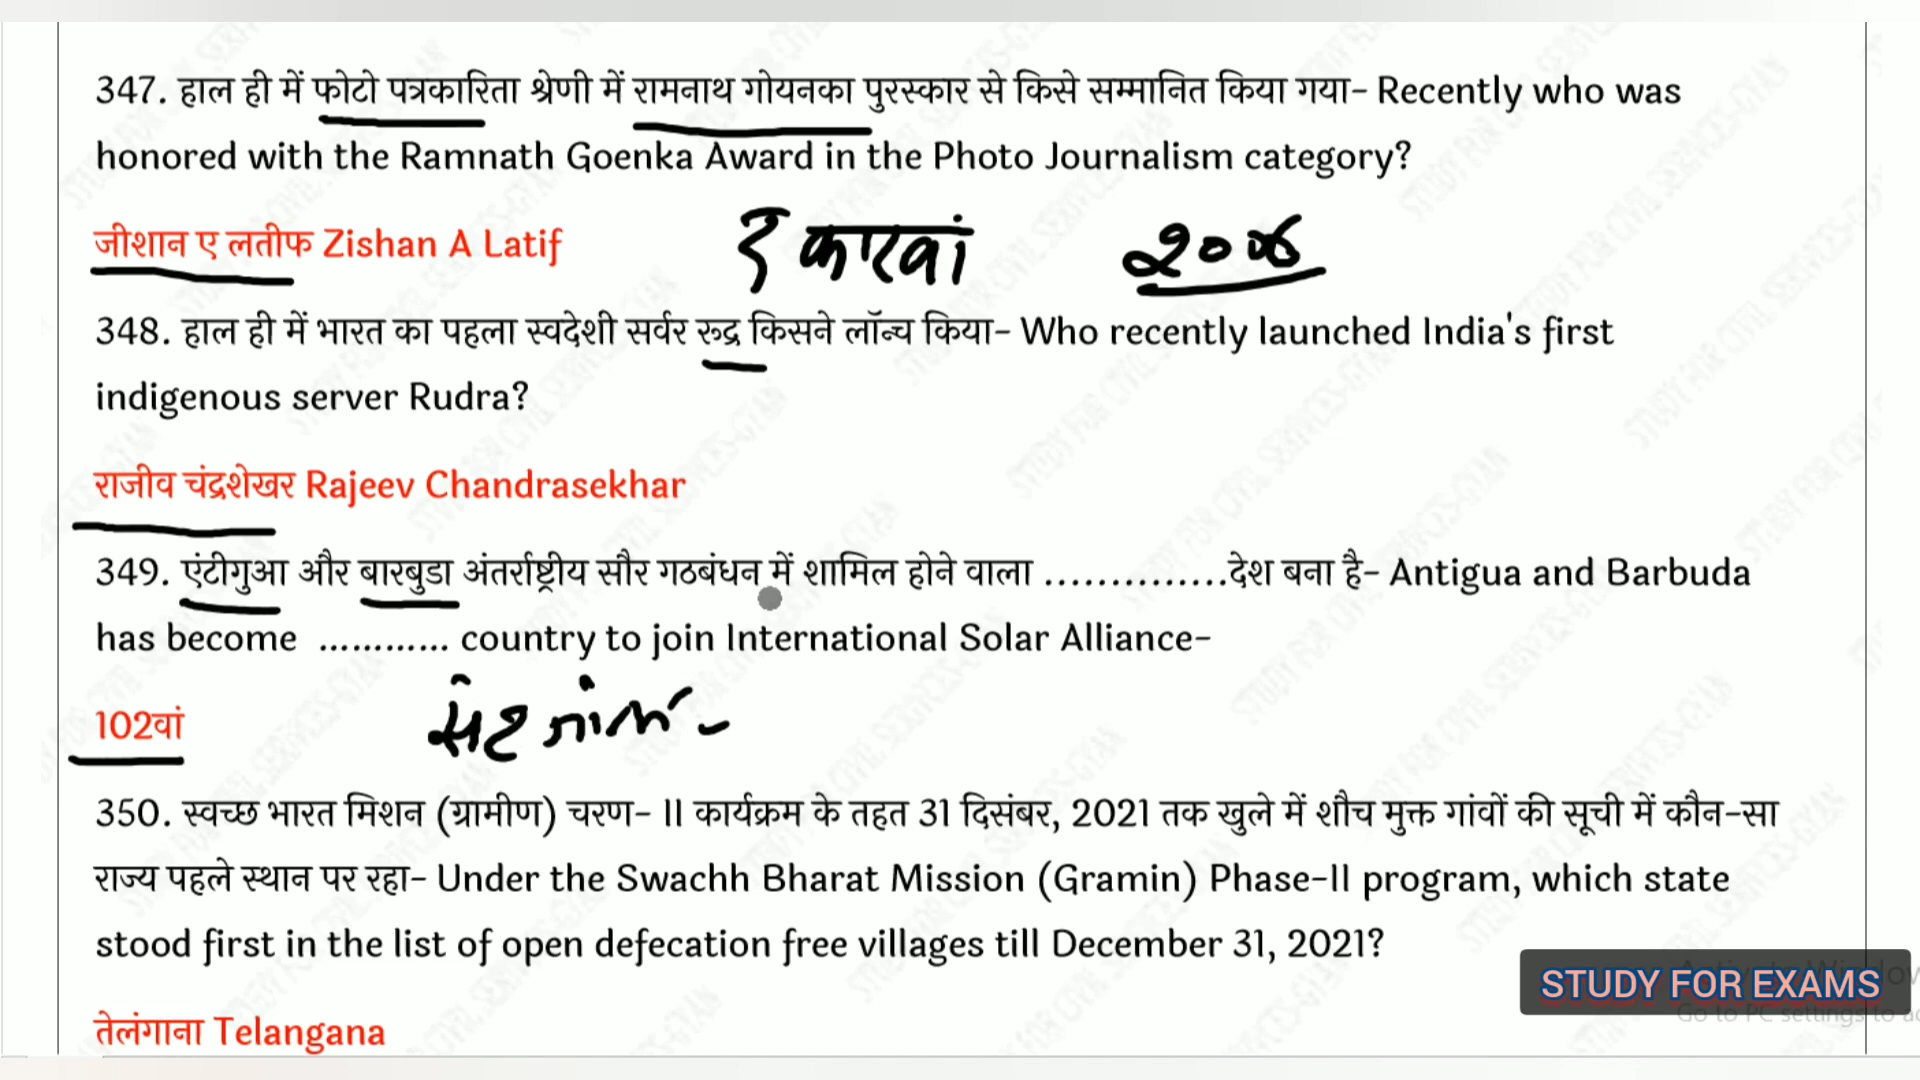 347. हाल ही में फोटो पत्रकारिता श्रेणी में रामनाथ गोयनका पुरस्कार से किसे सम्मानित किया गया- Recently who was
honored with the Ramnath Goenka Award in the Photo Journalism category?
जीशान ए लतीफ Zishan A Latif
द कारवां २००६
348. हाल ही में भारत का पहला स्वदेशी सर्वर रुद्र किसने लॉन्च किया- Who recently launched India's first
indigenous server Rudra?
राजीव चंद्रशेखर Rajeev Chandrasekhar
349. एंटीगुआ और बारबुडा अंतर्राष्ट्रीय सौर गठबंधन में शामिल होने वाला ..............देश बना है- Antigua and Barbuda
has become ............ country to join International Solar Alliance-
102वां
350. स्वच्छ भारत मिशन (ग्रामीण) चरण- II कार्यक्रम के तहत 31 दिसंबर, 2021 तक खुले में शौच मुक्त गांवों की सूची में कौन-सा
राज्य पहले स्थान पर रहा- Under the Swachh Bharat Mission (Gramin) Phase-II program, which state
stood first in the list of open defecation free villages till December 31, 2021?
STUDY FOR EXAMS
तेलंगाना Telangana